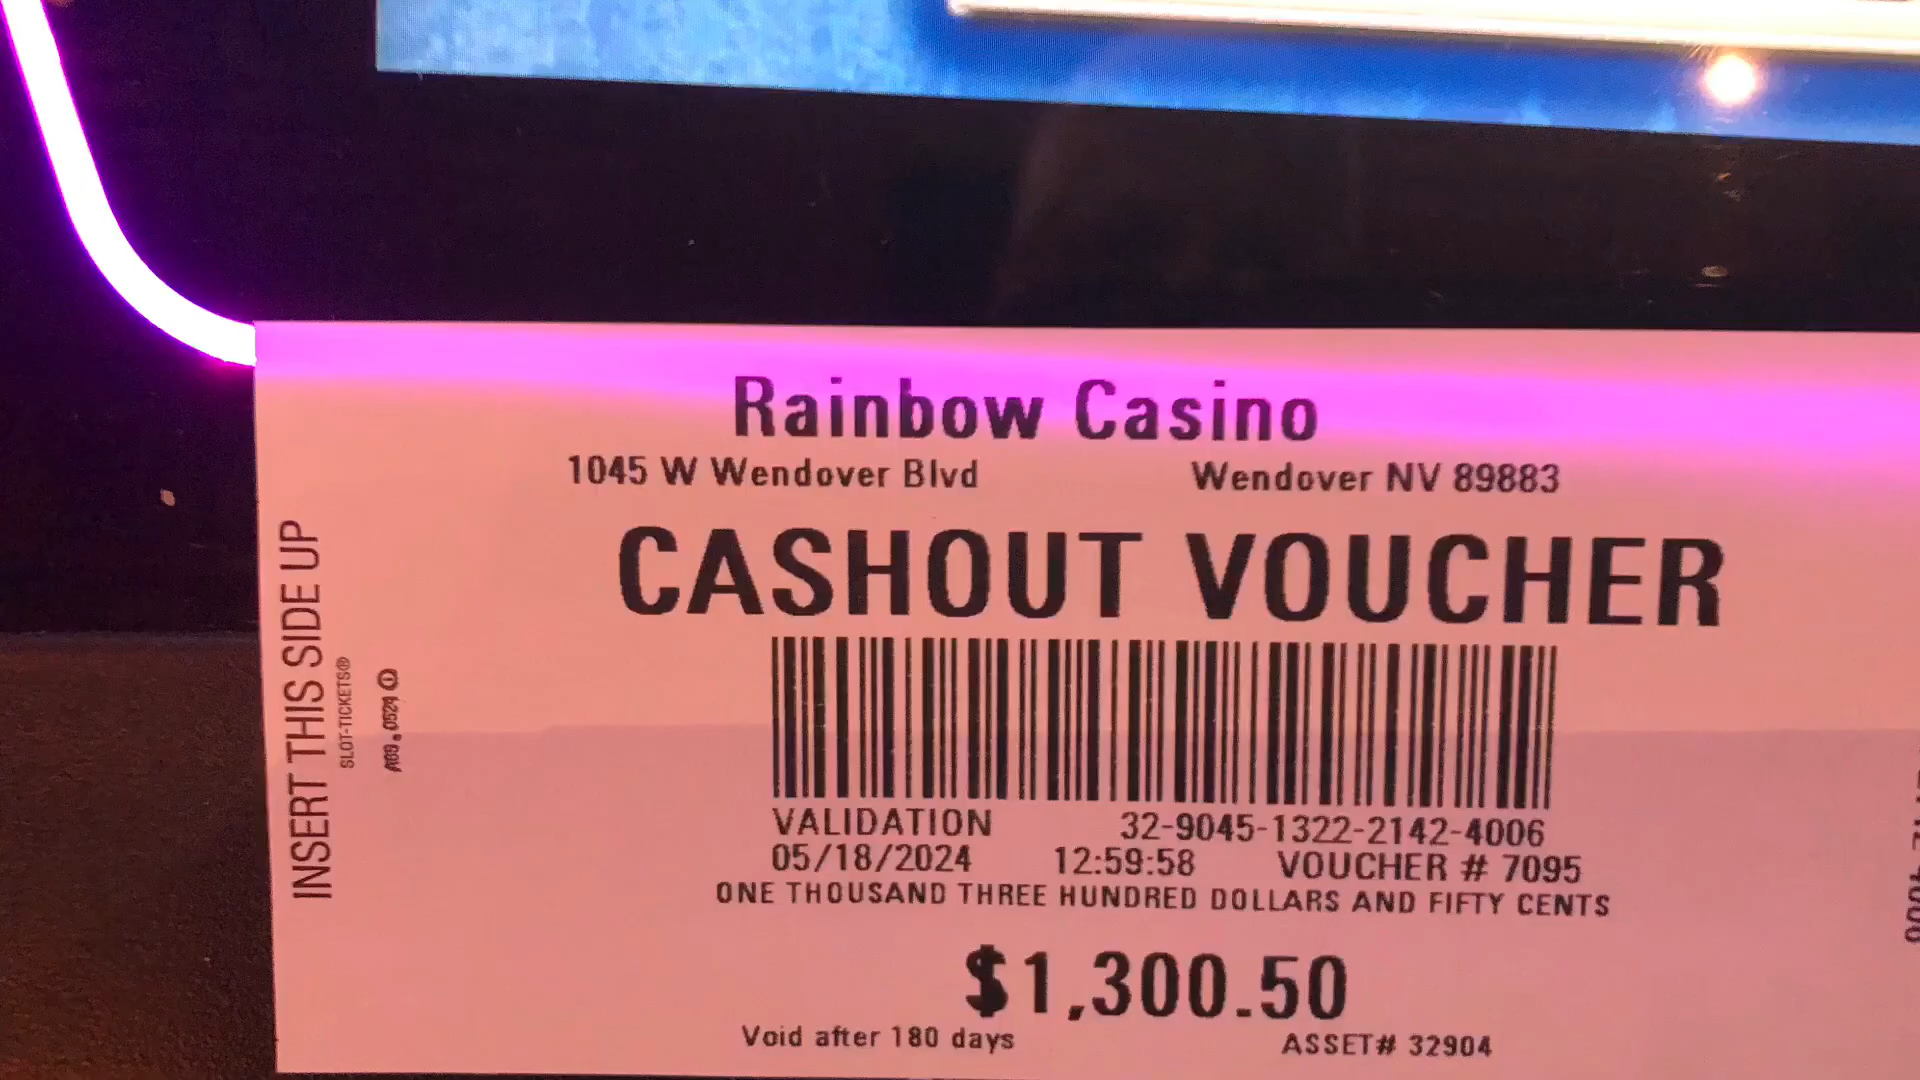 Rainbow Casino
1045 W Wendover Blvd Wendover NV 89883
CASHOUT VOUCHER
VALIDATION 32-9045-1322-2142-4006
05/18/2024 12:59:58 VOUCHER # 7095
ONE THOUSAND THREE HUNDRED DOLLARS AND FIFTY CENTS
$1,300.50
Void after 180 days ASSET# 32904
INSERT THIS SIDE UP
SLOT-TICKETS®